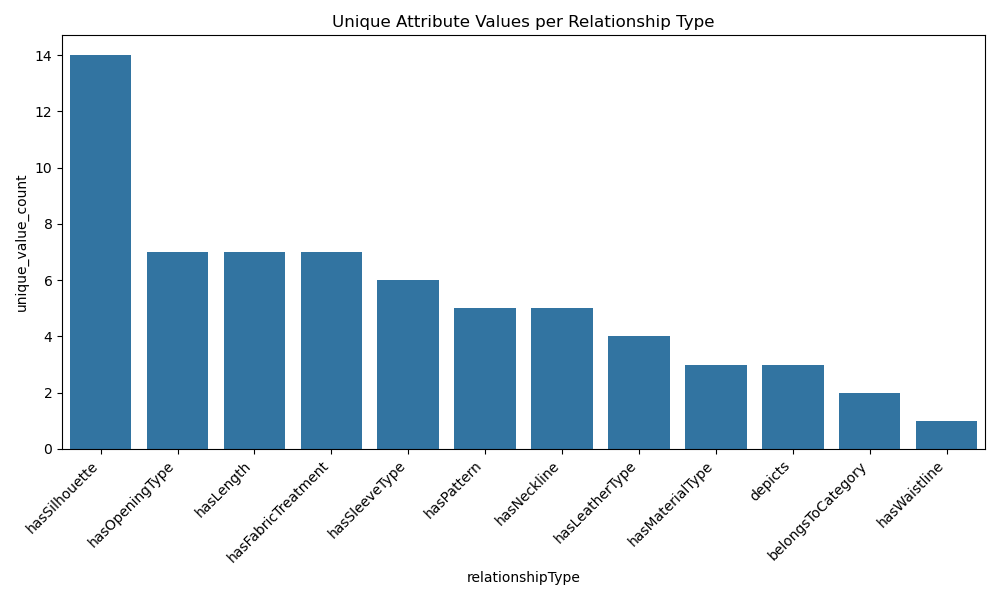 Unique Attribute Values per Relationship Type
unique_value_count
14
12
10
8
6
4
2
0
hasSilhouette
hasOpeningType
hasLength
hasFabricTreatment
hasSleeveType
hasPattern
hasNeckline
hasLeatherType
hasMaterialType
depicts
belongsToCategory
hasWaistline
relationshipType